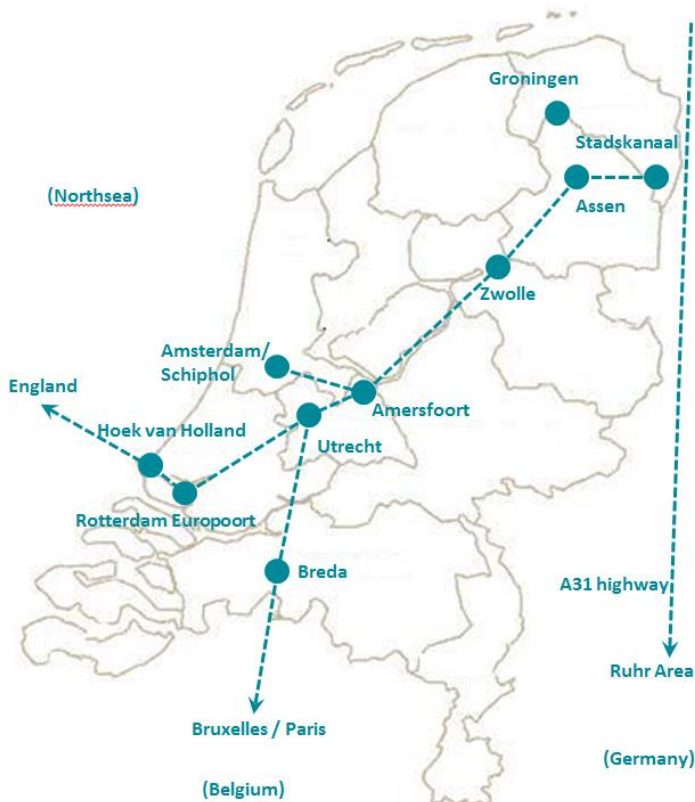 Groningen
Stadskanaal
(Northsea)
Assen
Zwolle
Amsterdam/
Schiphol
England
Amersfoort
Hoek van Holland
Utrecht
Rotterdam Europoort
Breda
A31 highway
Ruhr Area
Bruxelles / Paris
(Germany)
(Belgium)